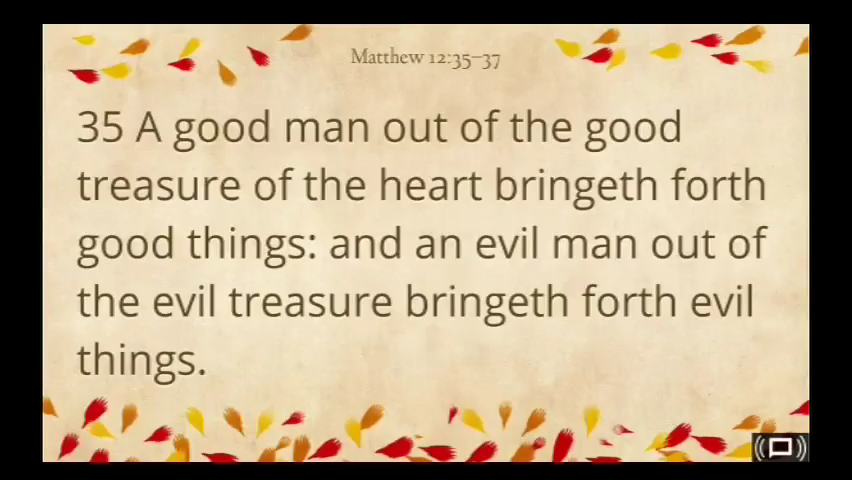 Matthew 12:35–37
35 A good man out of the good
treasure of the heart bringeth forth
good things: and an evil man out of
the evil treasure bringeth forth evil
things.